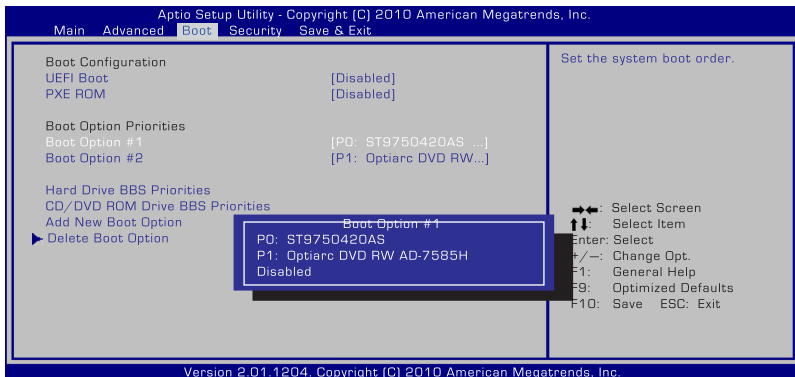 Aptio Setup Utility - Copyright (C) 2010 American Megatrends, Inc.
Main Advanced Boot Security Save & Exit
Boot Configuration
UEFI Boot [Disabled]
PXE ROM [Disabled]
Boot Option Priorities
Boot Option #1 [P0: ST9750420AS ...]
Boot Option #2 [P1: Optiarc DVD RW...]
Hard Drive BBS Priorities
CD/DVD ROM Drive BBS Priorities
Add New Boot Option
Delete Boot Option
Boot Option #1
P0: ST9750420AS
P1: Optiarc DVD RW AD-7585H
Disabled
Set the system boot order.
→←: Select Screen
↑↓: Select Item
Enter: Select
+/—: Change Opt.
F1: General Help
F9: Optimized Defaults
F10: Save ESC: Exit
Version 2.01.1204. Copyright (C) 2010 American Megatrends, Inc.